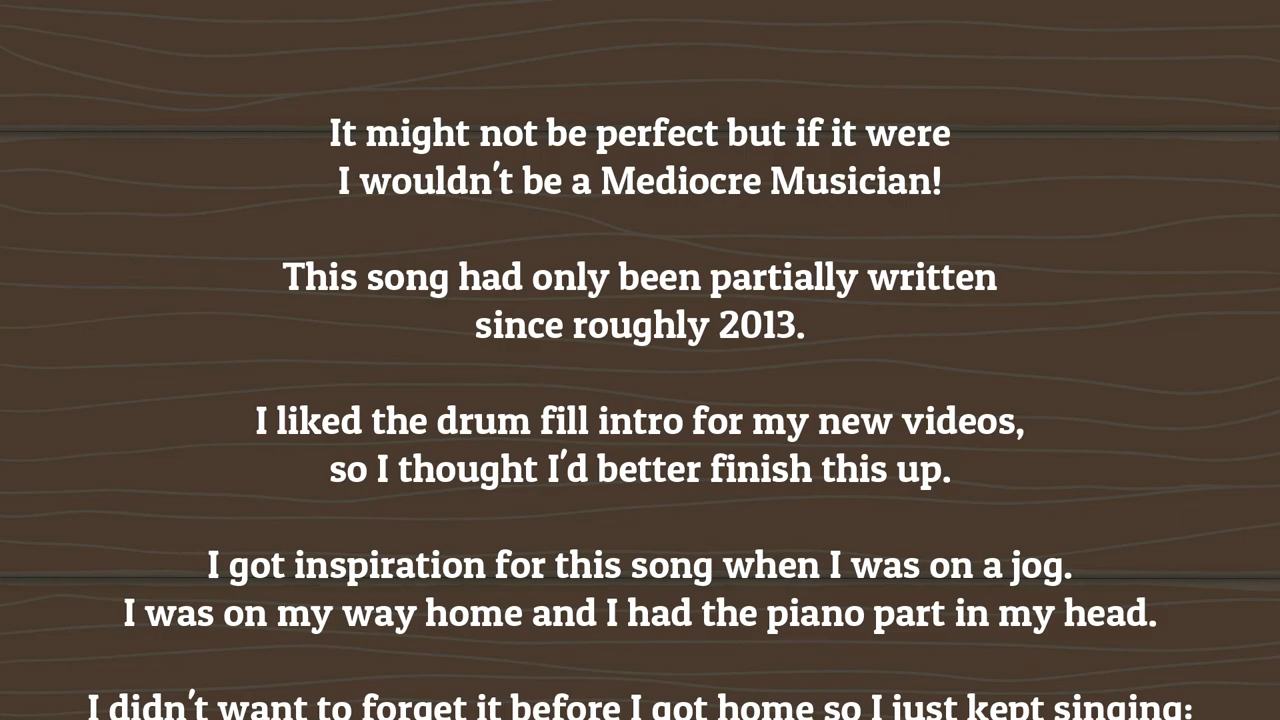 It might not be perfect but if it were
I wouldn't be a Mediocre Musician!
This song had only been partially written
since roughly 2013.
I liked the drum fill intro for my new videos,
so I thought I'd better finish this up.
I got inspiration for this song when I was on a jog.
I was on my way home and I had the piano part in my head.
I didn't want to forget it before I got home so I just kept singing: